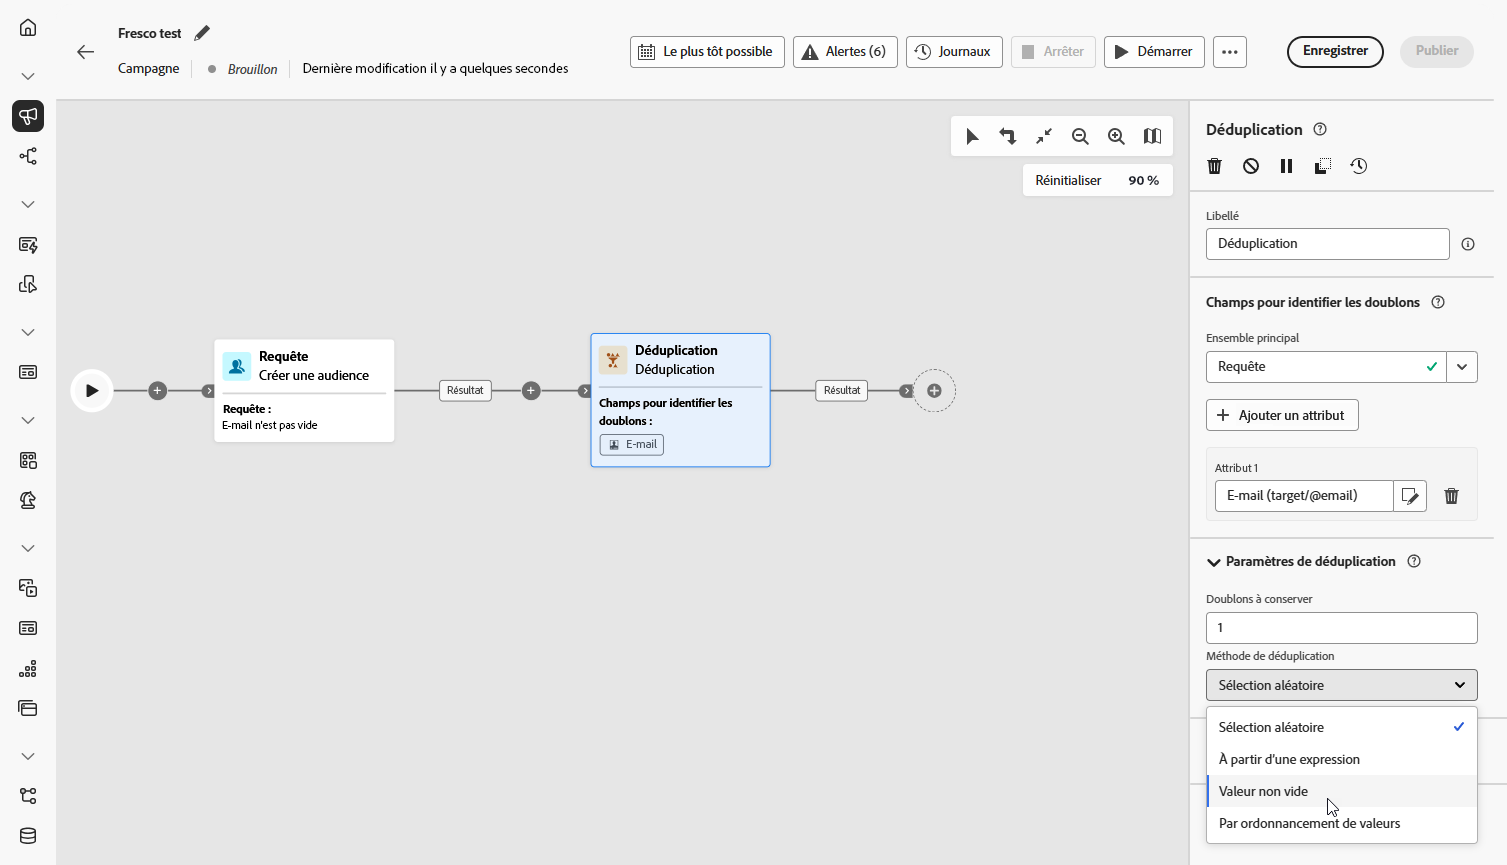 Fresco test
Campagne
Brouillon
Dernière modification il y a quelques secondes
Le plus tôt possible
Alertes (6)
Journaux
Arrêter
Démarrer
Enregistrer
Publier
Réinitialiser
90 %
Requête
Créer une audience
Requête :
E-mail n'est pas vide
Résultat
Déduplication
Déduplication
Champs pour identifier les
doublons :
E-mail
Résultat
Déduplication
Libellé
Déduplication
Champs pour identifier les doublons
Ensemble principal
Requête
Ajouter un attribut
Attribut 1
E-mail (target/@email)
Paramètres de déduplication
Doublons à conserver
1
Méthode de déduplication
Sélection aléatoire
Sélection aléatoire
À partir d'une expression
Valeur non vide
Par ordonnancement de valeurs